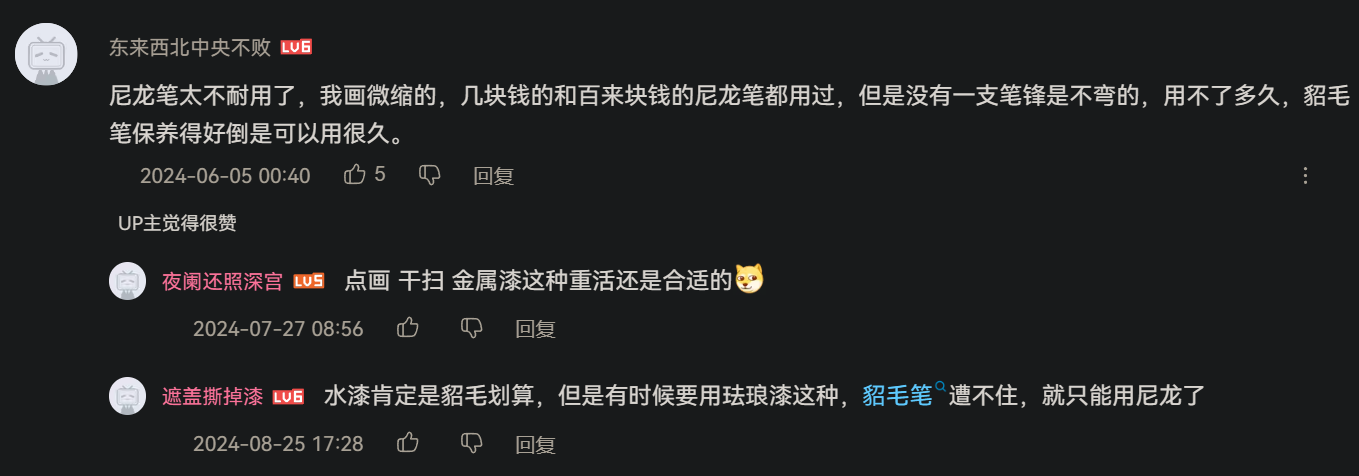 东来西北中央不败 LV6
尼龙笔太不耐用了，我画微缩的，几块钱的和百来块钱的尼龙笔都用过，但是没有一支笔锋是不弯的，用不了多久，貂毛
笔保养得好倒是可以用很久。
2024-06-05 00:40 5 回复
UP主觉得很赞
夜阑还照深宫 LV5 点画 干扫 金属漆这种重活还是合适的
2024-07-27 08:56 回复
遮盖撕掉漆 LV6 水漆肯定是貂毛划算，但是有时候要用珐琅漆这种，貂毛笔遭不住，就只能用尼龙了
2024-08-25 17:28 回复